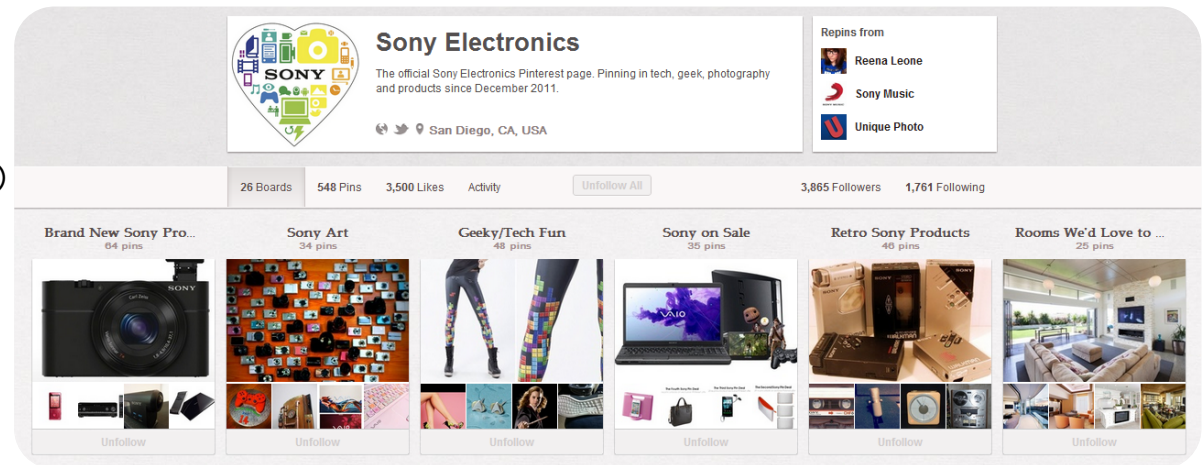 SONY
Sony Electronics
The official Sony Electronics Pinterest page. Pinning in tech, geek, photography
and products since December 2011.
San Diego, CA, USA
Repins from
Reena Leone
Sony Music
Unique Photo
26 Boards
548 Pins
3,500 Likes
Activity
Unfollow All
3,865 Followers
1,761 Following
Brand New Sony Pro...
64 pins
SONY
Carl Zeiss
Unfollow
Sony Art
34 pins
Unfollow
Geeky/Tech Fun
48 pins
Unfollow
Sony on Sale
35 pins
VAIO
Unfollow
Retro Sony Products
46 pins
SONY
WALKMAN
Unfollow
Rooms We'd Love to ...
25 pins
Unfollow